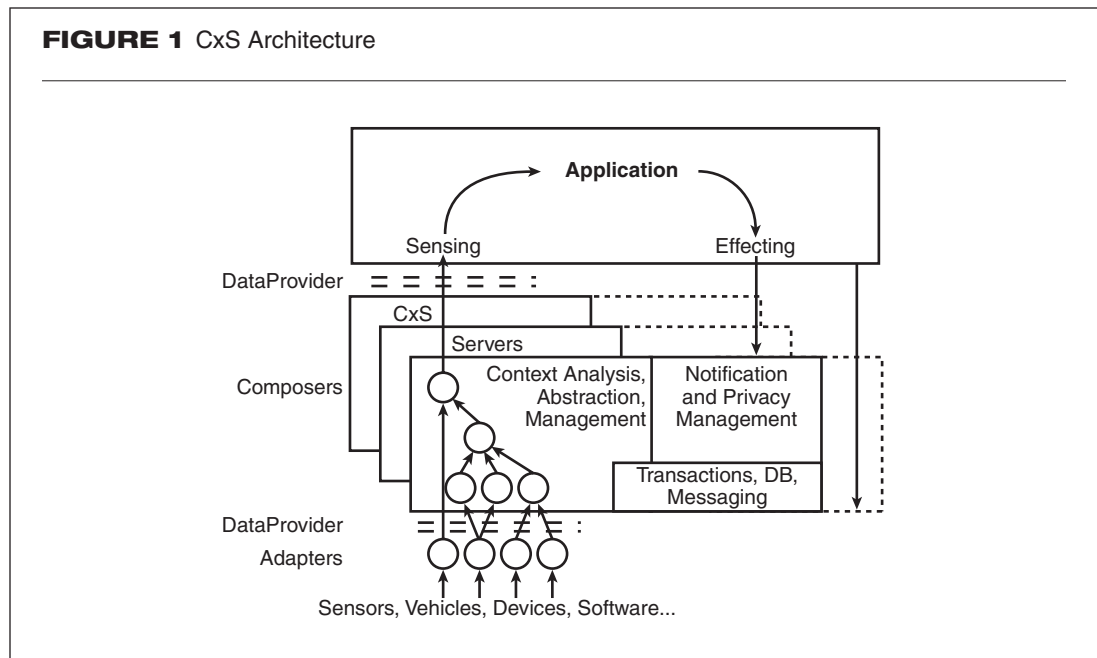 FIGURE 1 CxS Architecture
Application
Sensing
Effecting
DataProvider
CxS
Servers
Composers
Context Analysis,
Abstraction,
Management
Notification
and Privacy
Management
Transactions, DB,
Messaging
DataProvider
Adapters
Sensors, Vehicles, Devices, Software...